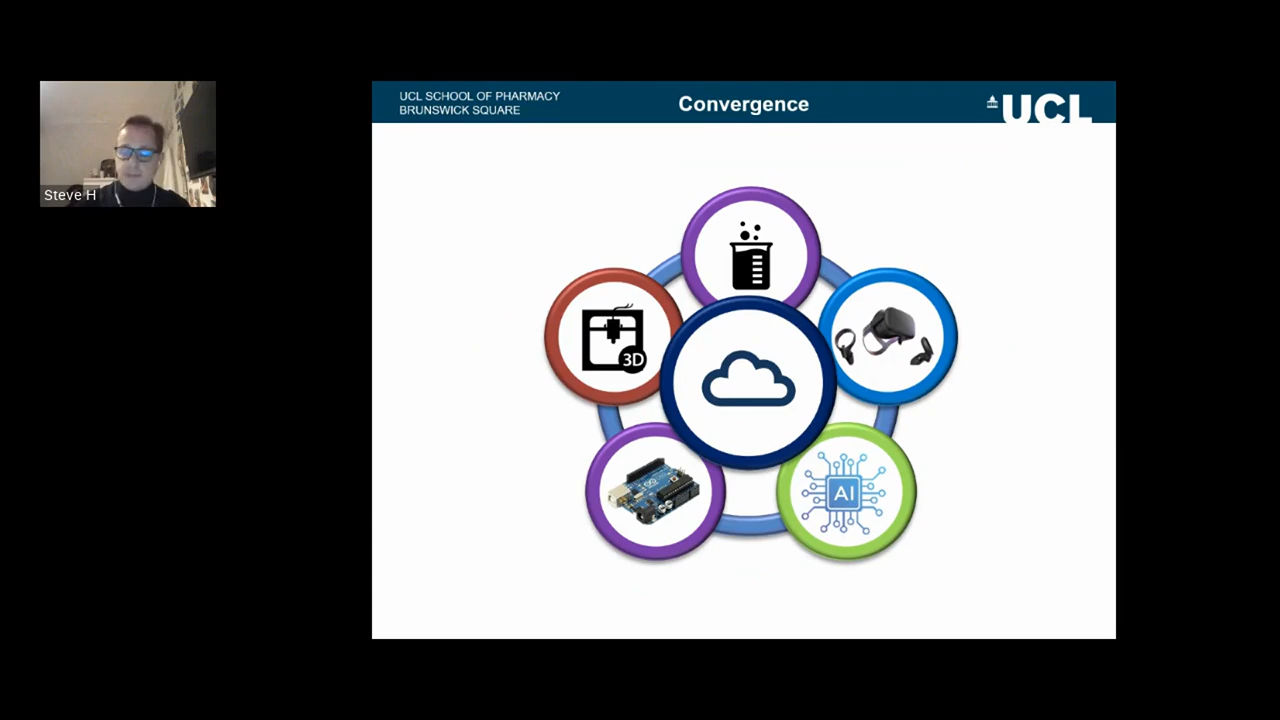 UCL SCHOOL OF PHARMACY
BRUNSWICK SQUARE
Convergence
UCL
Steve H
3D
AI